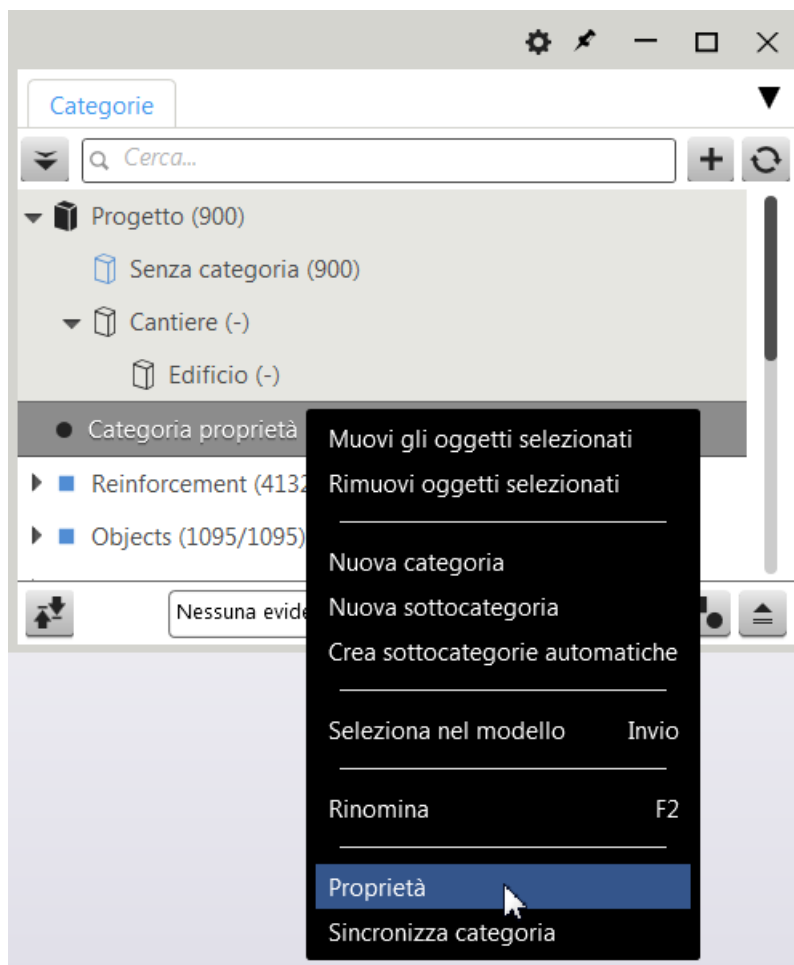 Categorie
Cerca...
Progetto (900)
Senza categoria (900)
Cantiere (-)
Edificio (-)
Categoria proprietà
Muovi gli oggetti selezionati
Reinforcement (4132
Rimuovi oggetti selezionati
Objects (1095/1095)
Nuova categoria
Nessuna evide
Nuova sottocategoria
Crea sottocategorie automatiche
Seleziona nel modello Invio
Rinomina F2
Proprietà
Sincronizza categoria